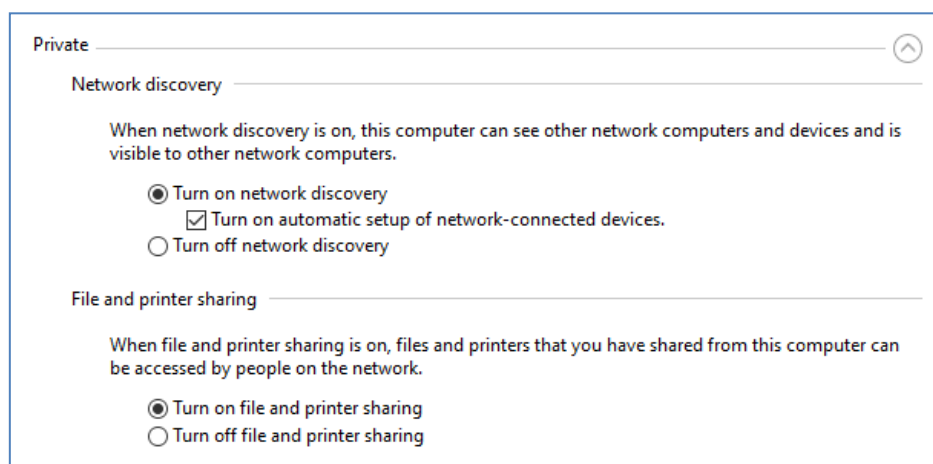 Private
Network discovery
When network discovery is on, this computer can see other network computers and devices and is
visible to other network computers.
Turn on network discovery
Turn on automatic setup of network-connected devices.
Turn off network discovery
File and printer sharing
When file and printer sharing is on, files and printers that you have shared from this computer can
be accessed by people on the network.
Turn on file and printer sharing
Turn off file and printer sharing